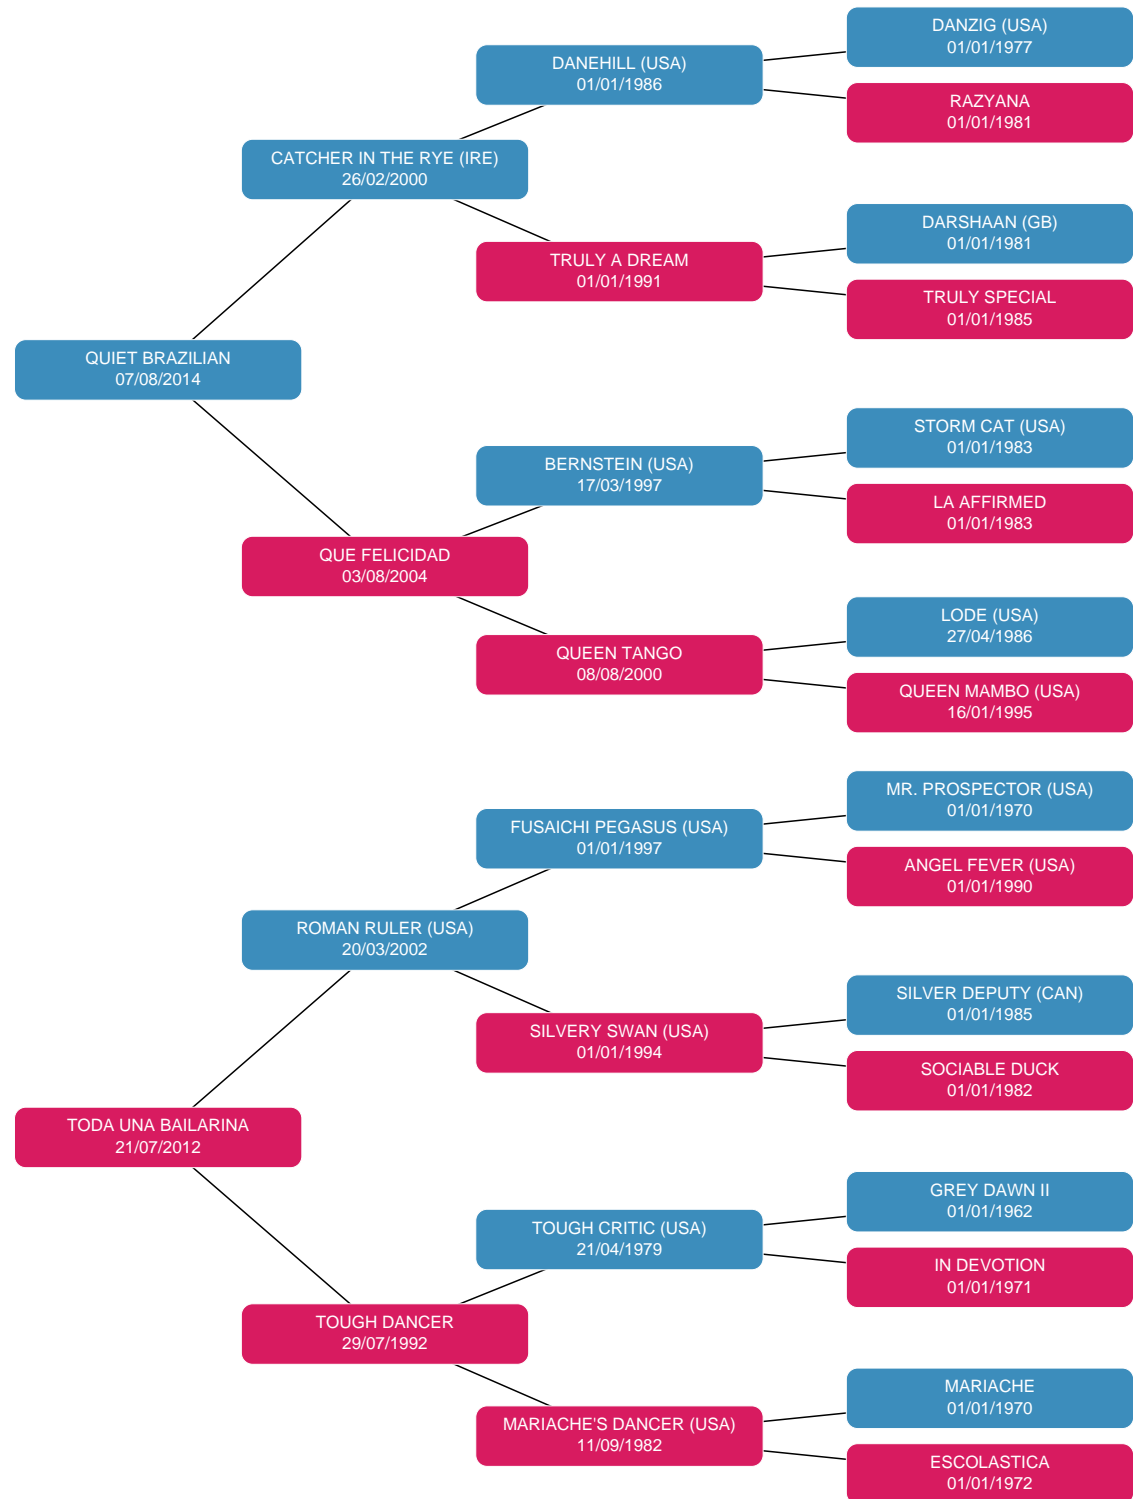 DANZIG (USA)
01/01/1977
DANEHILL (USA)
01/01/1986
RAZYANA
01/01/1981
CATCHER IN THE RYE (IRE)
26/02/2000
DARSHAAN (GB)
01/01/1981
TRULY A DREAM
01/01/1991
TRULY SPECIAL
01/01/1985
QUIET BRAZILIAN
07/08/2014
STORM CAT (USA)
01/01/1983
BERNSTEIN (USA)
17/03/1997
LA AFFIRMED
01/01/1983
QUE FELICIDAD
03/08/2004
LODE (USA)
27/04/1986
QUEEN TANGO
08/08/2000
QUEEN MAMBO (USA)
16/01/1995
MR. PROSPECTOR (USA)
01/01/1970
FUSAICHI PEGASUS (USA)
01/01/1997
ANGEL FEVER (USA)
01/01/1990
ROMAN RULER (USA)
20/03/2002
SILVER DEPUTY (CAN)
01/01/1985
SILVERY SWAN (USA)
01/01/1994
SOCIABLE DUCK
01/01/1982
TODA UNA BAILARINA
21/07/2012
GREY DAWN II
01/01/1962
TOUGH CRITIC (USA)
21/04/1979
IN DEVOTION
01/01/1971
TOUGH DANCER
29/07/1992
MARIACHE
01/01/1970
MARIACHE'S DANCER (USA)
11/09/1982
ESCOLASTICA
01/01/1972